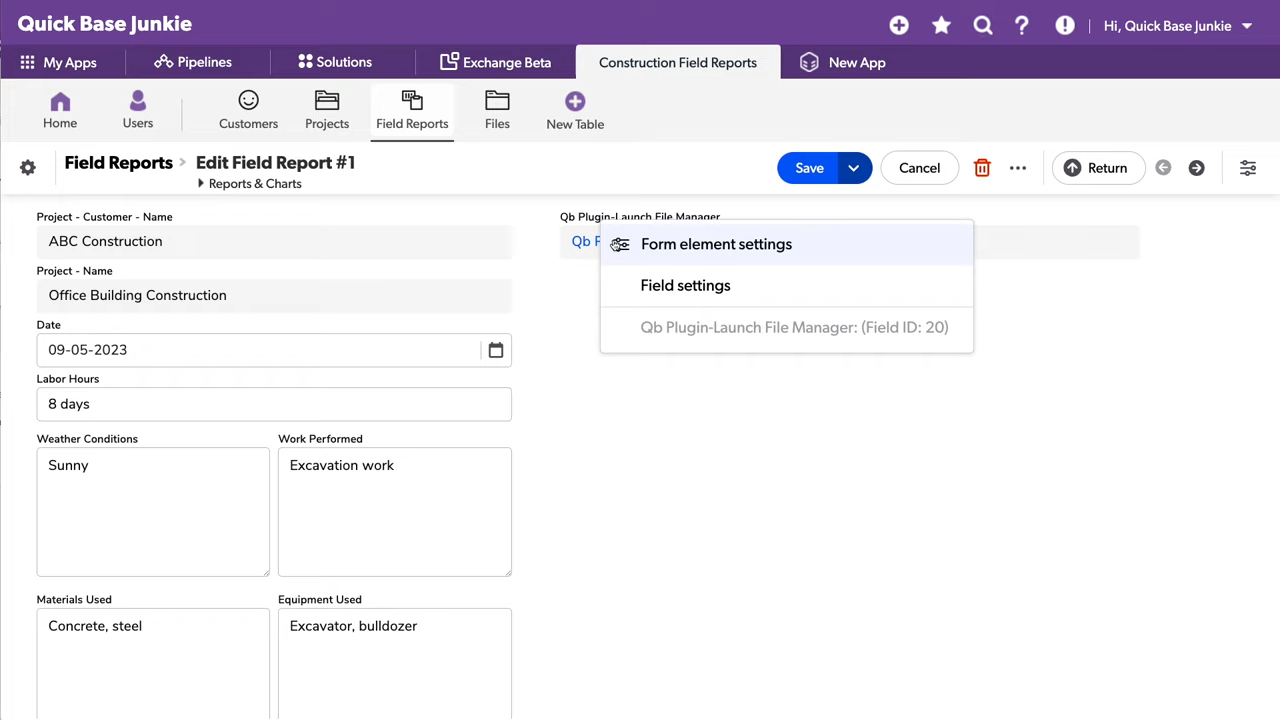 Quick Base Junkie
Hi, Quick Base Junkie
My Apps
Pipelines
Solutions
Exchange Beta
Construction Field Reports
New App
Home
Users
Customers
Projects
Field Reports
Files
New Table
Field Reports > Edit Field Report #1
Reports & Charts
Save
Cancel
Return
Project - Customer - Name
ABC Construction
Project - Name
Office Building Construction
Date
09-05-2023
Labor Hours
8 days
Weather Conditions
Sunny
Work Performed
Excavation work
Materials Used
Concrete, steel
Equipment Used
Excavator, bulldozer
Qb Plugin-Launch File Manager
Qb
Form element settings
Field settings
Qb Plugin-Launch File Manager: (Field ID: 20)